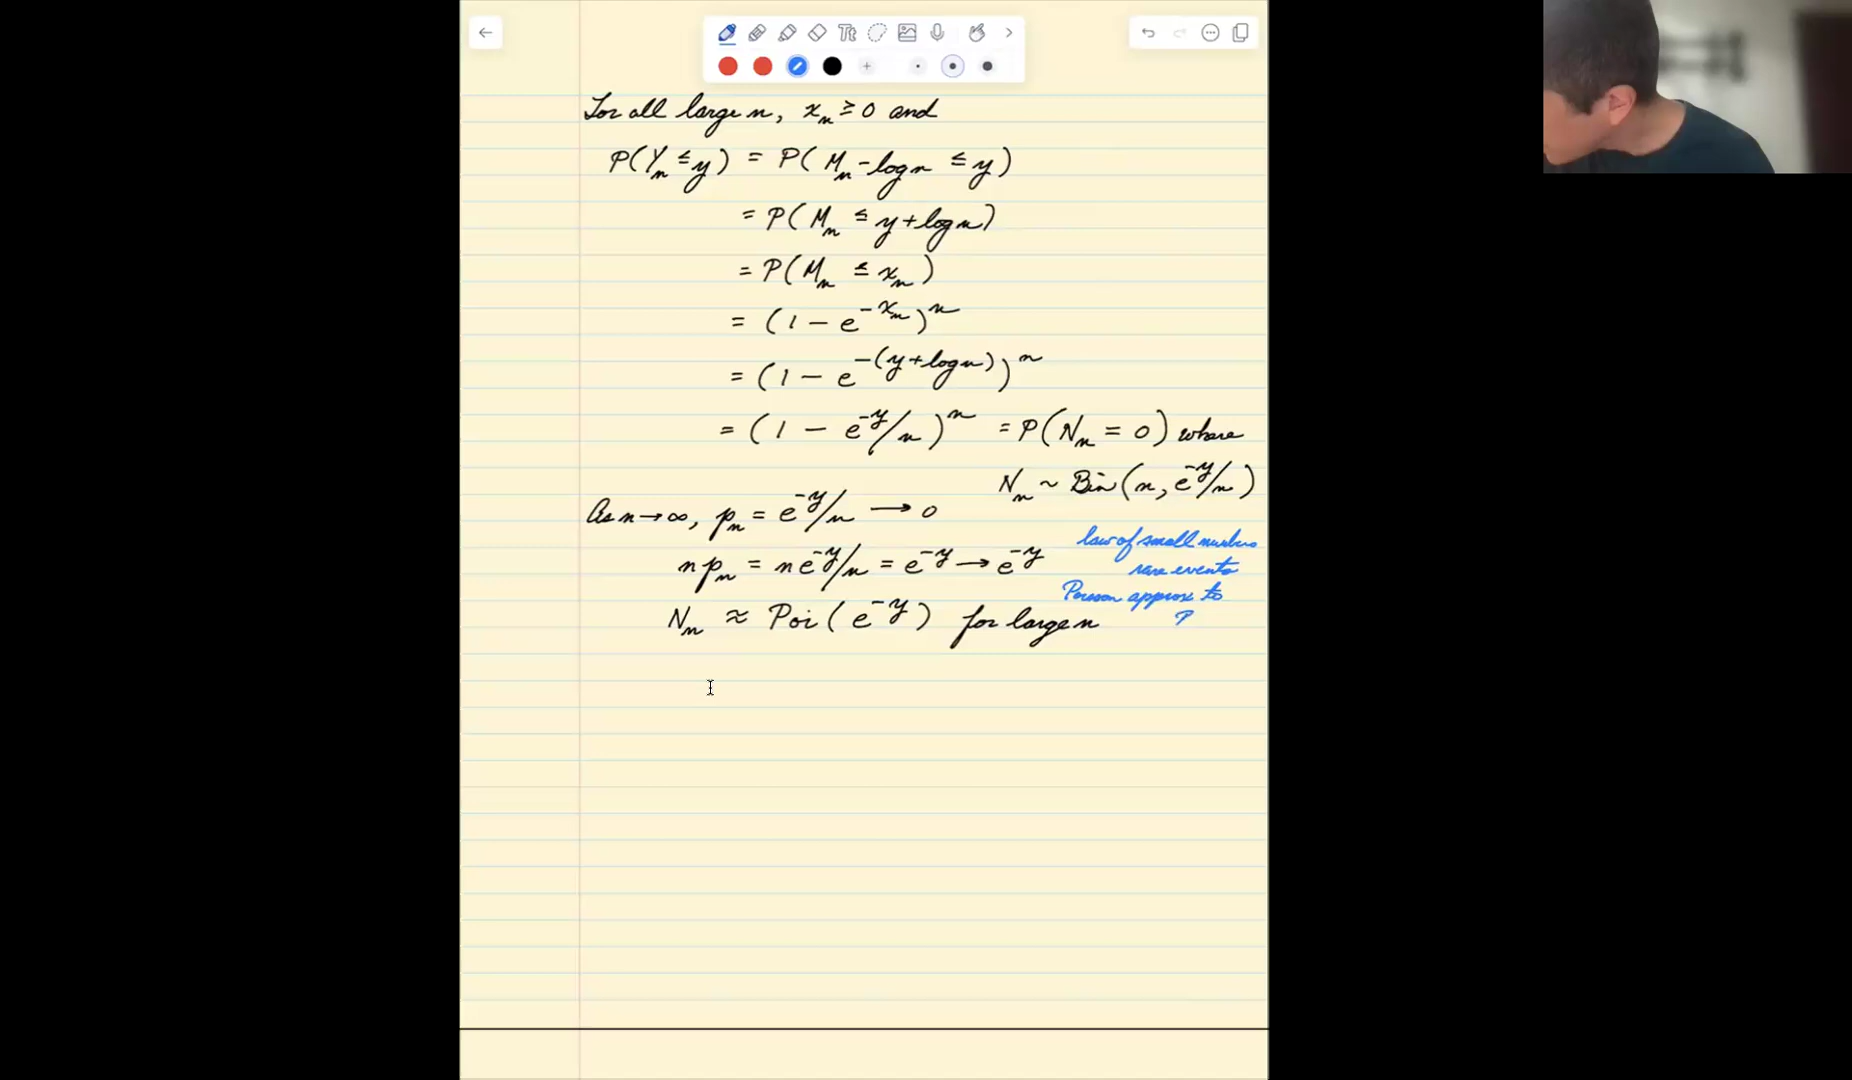 For all large n, xₙ ≥ 0 and
P(Yₙ ≤ y) = P(Mₙ - log n ≤ y)
= P(Mₙ ≤ y + log n)
= P(Mₙ ≤ xₙ)
= (1 - e^{-xₙ})^n
= (1 - e^{-(y + log n)})^n
= (1 - e^{-y}/n)^n = P(Nₙ = 0) where
Nₙ ~ Bin(n, e^{-y}/n)
As n → ∞, pₙ = e^{-y}/n → 0
n pₙ = n e^{-y}/n = e^{-y} → e^{-y}
Nₙ ≈ Poi(e^{-y}) for large n
law of small numbers
rare events
Poisson approx to
Tt